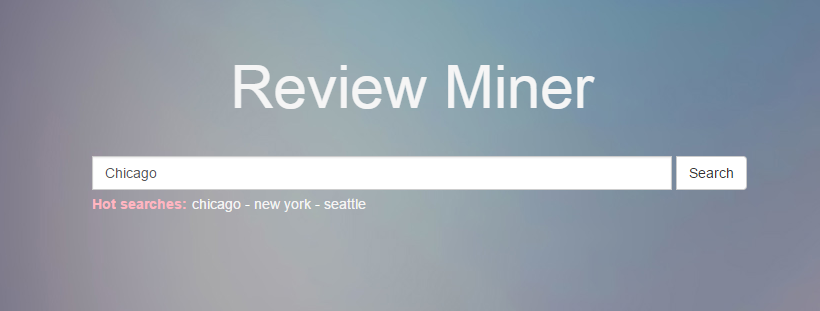 Review Miner
Chicago Search
Hot searches: chicago - new york - seattle